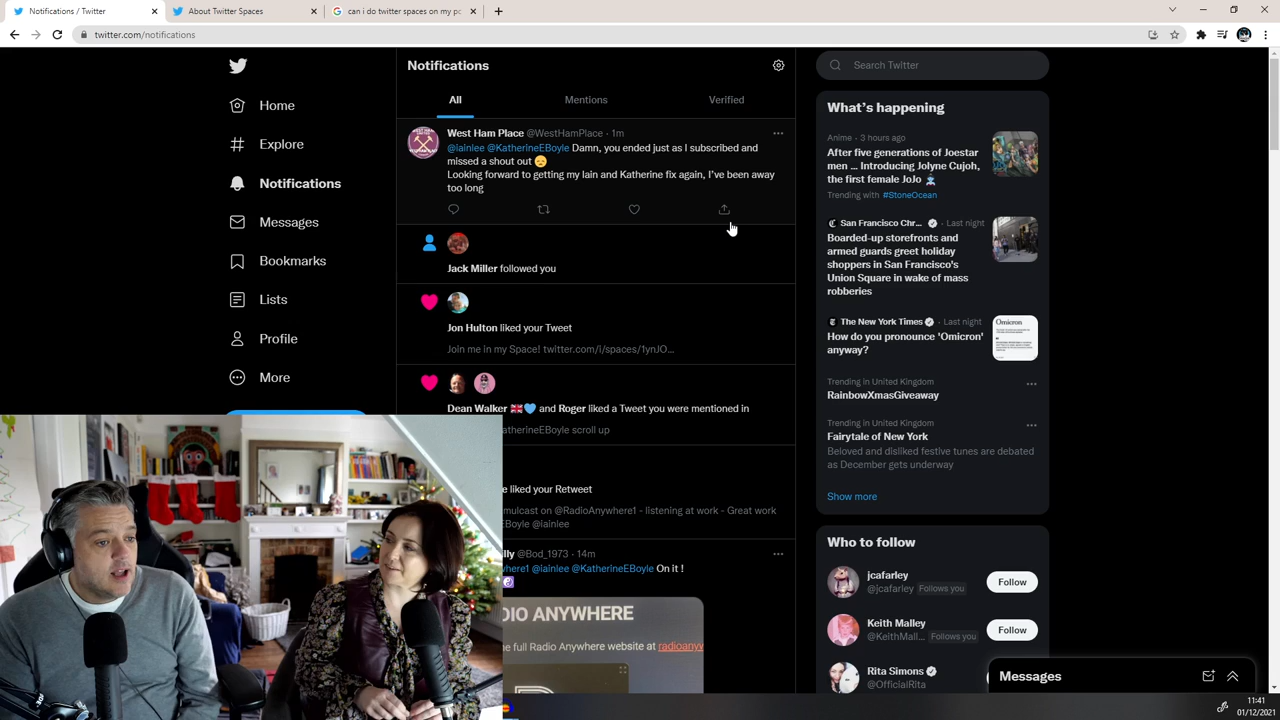 Notifications / Twitter
About Twitter Spaces
can i do twitter spaces on my pc
twitter.com/notifications
Home
Explore
Notifications
Messages
Bookmarks
Lists
Profile
More
Notifications
All
Mentions
Verified
West Ham Place @WestHamPlace · 1m
@iainlee @KatherineEBoyle Damn, you ended just as I subscribed and
missed a shout out 😞
Looking forward to getting my Iain and Katherine fix again, I've been away
too long
Jack Miller followed you
Jon Hulton liked your Tweet
Join me in my Space! twitter.com/i/spaces/1ynJO...
Dean Walker 🇬🇧💙 and Roger liked a Tweet you were mentioned in
atherineEBoyle scroll up
e liked your Retweet
mulcast on @RadioAnywhere1 - listening at work - Great work
EBoyle @iainlee
lly @Bod_1973 · 14m
where1 @iainlee @KatherineEBoyle On it !
DIO ANYWHERE
he full Radio Anywhere website at radioanyw
Search Twitter
What's happening
Anime · 3 hours ago
After five generations of Joestar
men ... Introducing Jolyne Cujoh,
the first female JoJo
Trending with #StoneOcean
San Francisco Chr... · Last night
Boarded-up storefronts and
armed guards greet holiday
shoppers in San Francisco's
Union Square in wake of mass
robberies
The New York Times · Last night
How do you pronounce 'Omicron'
anyway?
Omicron
Trending in United Kingdom
RainbowXmasGiveaway
Trending in United Kingdom
Fairytale of New York
Beloved and disliked festive tunes are debated
as December gets underway
Show more
Who to follow
jcafarley
@jcafarley Follows you
Follow
Keith Malley
@KeithMall... Follows you
Follow
Rita Simons
@OfficialRita
Messages
11:41
01/12/2021